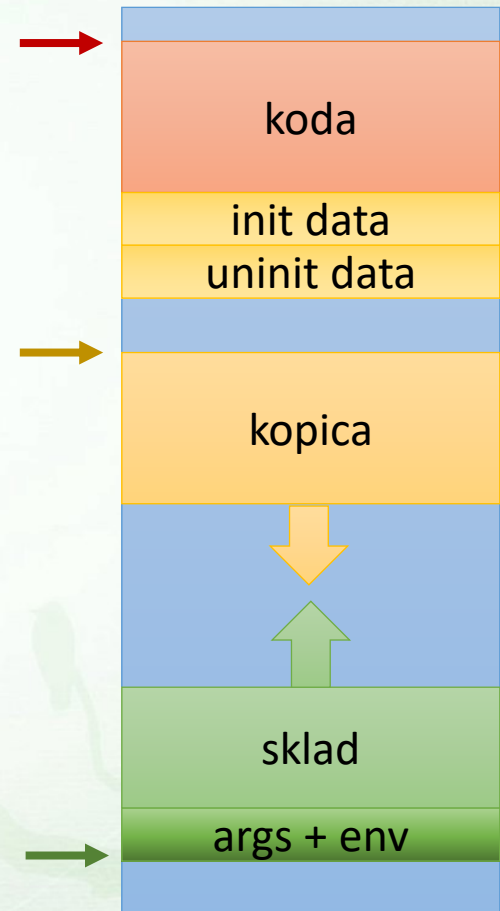 koda
init data
uninit data
kopica
sklad
args + env